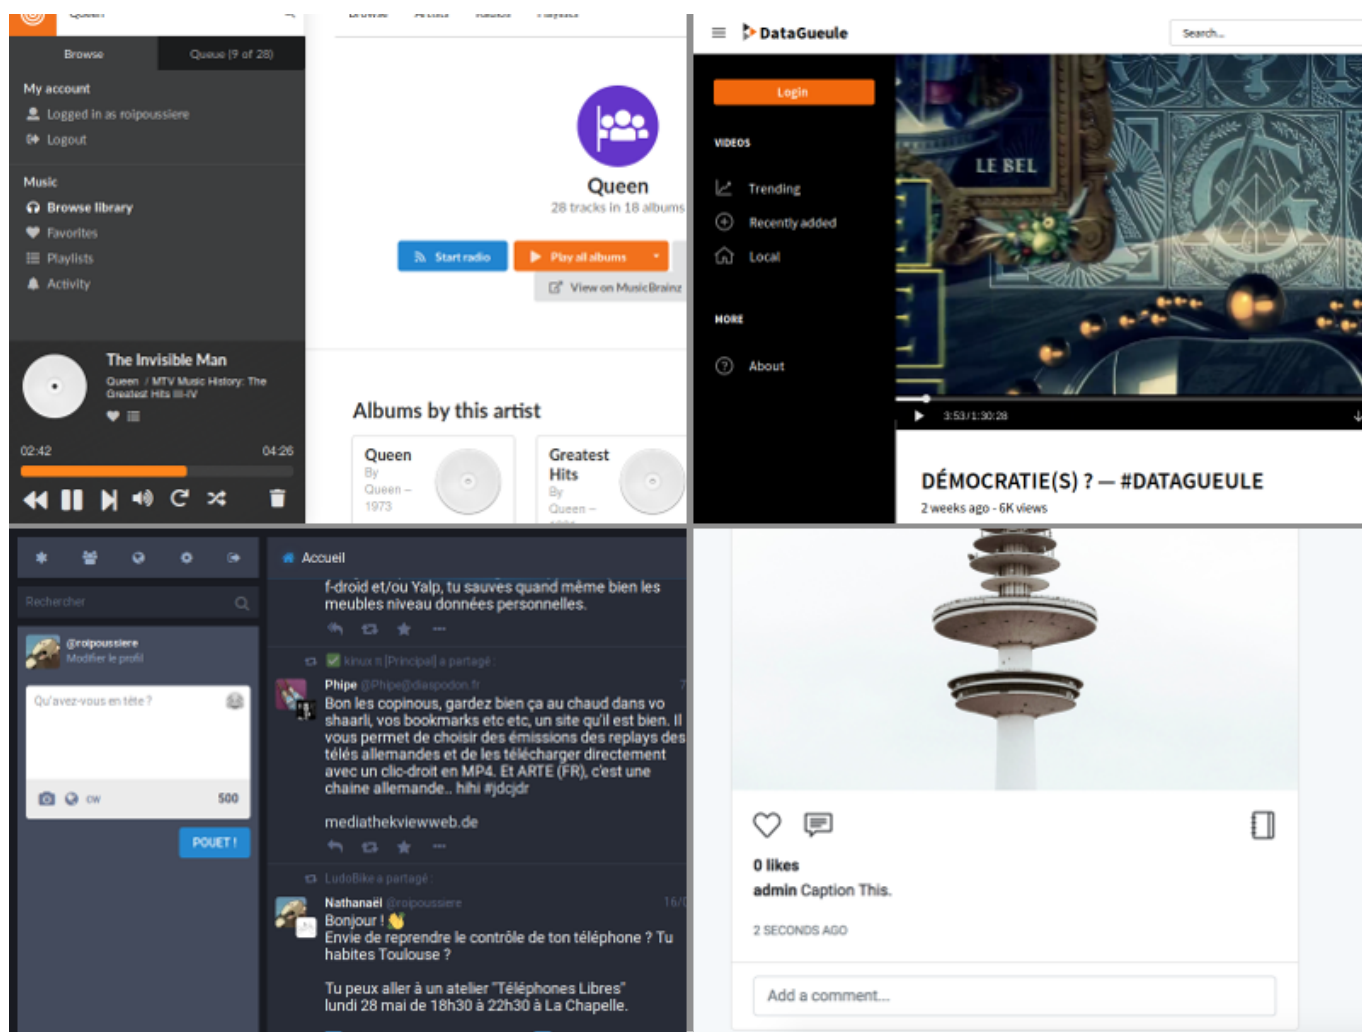 Queen
Browse
Queue (9 of 28)
My account
Logged in as roipoussiere
Logout
Music
Browse library
Favorites
Playlists
Activity
The Invisible Man
Queen / MTV Music History: The
Greatest Hits III-IV
02:42
04:26
Browse Artists Radios Playlists
Queen
28 tracks in 18 albums
Start radio
Play all albums
View on MusicBrainz
Albums by this artist
Queen
By
Queen –
1973
Greatest
Hits
By
Queen –
DataGueule
Search...
Login
VIDEOS
Trending
Recently added
Local
MORE
About
LE BEL
3:53/1:30:28
DÉMOCRATIE(S) ? — #DATAGUEULE
2 weeks ago - 6K views
Rechercher
@roipoussiere
Modifier le profil
Qu'avez-vous en tête ?
CW
500
POUET !
Accueil
f-droid et/ou Yalp, tu sauves quand même bien les
meubles niveau données personnelles.
kinux π [Principal] a partagé :
Phipe @Phipe@diaspodon.fr
7
Bon les copinous, gardez bien ça au chaud dans vo
shaarli, vos bookmarks etc etc, un site qu'il est bien. Il
vous permet de choisir des émissions des replays des
télés allemandes et de les télécharger directement
avec un clic-droit en MP4. Et ARTE (FR), c'est une
chaine allemande.. hihi #jdcjdr
mediathekviewweb.de
LudoBike a partagé :
Nathanaël @roipoussiere
16/0
Bonjour ! 👋
Envie de reprendre le contrôle de ton téléphone ? Tu
habites Toulouse ?
Tu peux aller à un atelier "Téléphones Libres"
lundi 28 mai de 18h30 à 22h30 à La Chapelle.
0 likes
admin Caption This.
2 SECONDS AGO
Add a comment...